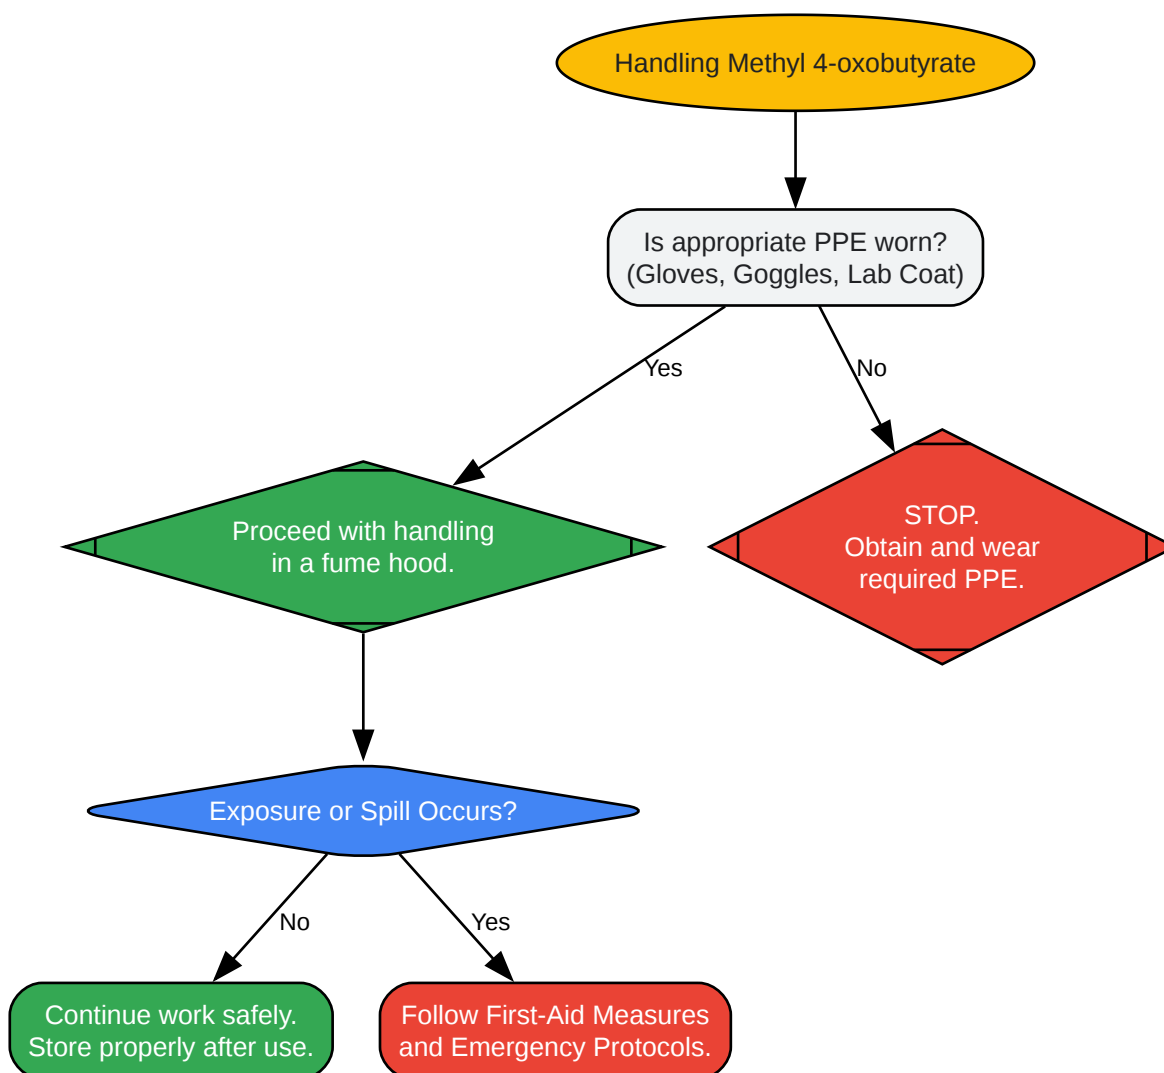 Handling Methyl 4-oxobutyrate
Is appropriate PPE worn?
(Gloves, Goggles, Lab Coat)
Yes
No
Proceed with handling
in a fume hood.
STOP.
Obtain and wear
required PPE.
Exposure or Spill Occurs?
No
Yes
Continue work safely.
Store properly after use.
Follow First-Aid Measures
and Emergency Protocols.